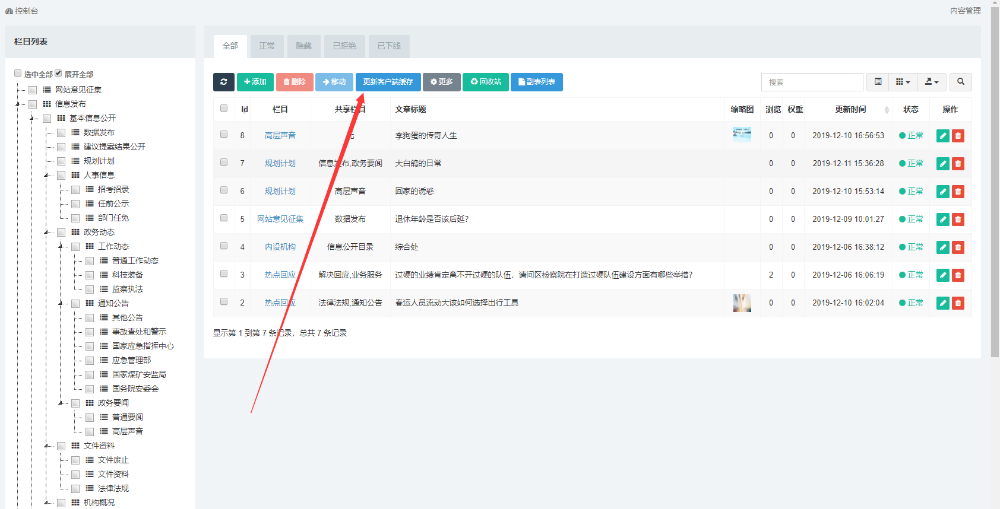 控制台
内容管理
栏目列表
选中全部 展开全部
网站意见征集
信息发布
基本信息公开
数据发布
建议提案结果公开
规划计划
人事信息
招考招录
任前公示
部门任免
政务动态
工作动态
普通工作动态
科技装备
监察执法
通知公告
其他公告
事故查处和警示
国家应急指挥中心
应急管理部
国家煤矿安监局
国务院安委会
政务要闻
普通要闻
高层声音
文件资料
文件废止
文件资料
法律法规
机构概况
全部 正常 隐藏 已拒绝 已下线
添加 删除 移动 更新客户端缓存 更多 回收站 副表列表 搜索
Id 栏目 共享栏目 文章标题 缩略图 浏览 权重 更新时间 状态 操作
8 高层声音 无 李狗蛋的传奇人生 0 0 2019-12-10 16:56:53 正常
7 规划计划 信息发布,政务要闻 大白鸽的日常 0 0 2019-12-11 15:36:28 正常
6 规划计划 高层声音 回家的诱惑 0 0 2019-12-10 15:53:14 正常
5 网站意见征集 数据发布 退休年龄是否该后延? 0 0 2019-12-09 10:01:27 正常
4 内设机构 信息公开目录 综合处 0 0 2019-12-06 16:38:12 正常
3 热点回应 解决回应,业务服务 过硬的业绩肯定离不开过硬的队伍，请问区检察院在打造过硬队伍建设方面有哪些举措? 2 0 2019-12-06 16:06:19 正常
2 热点回应 法律法规,通知公告 春运人员流动大该如何选择出行工具 0 0 2019-12-10 16:02:04 正常
显示第 1 到第 7 条记录，总共 7 条记录